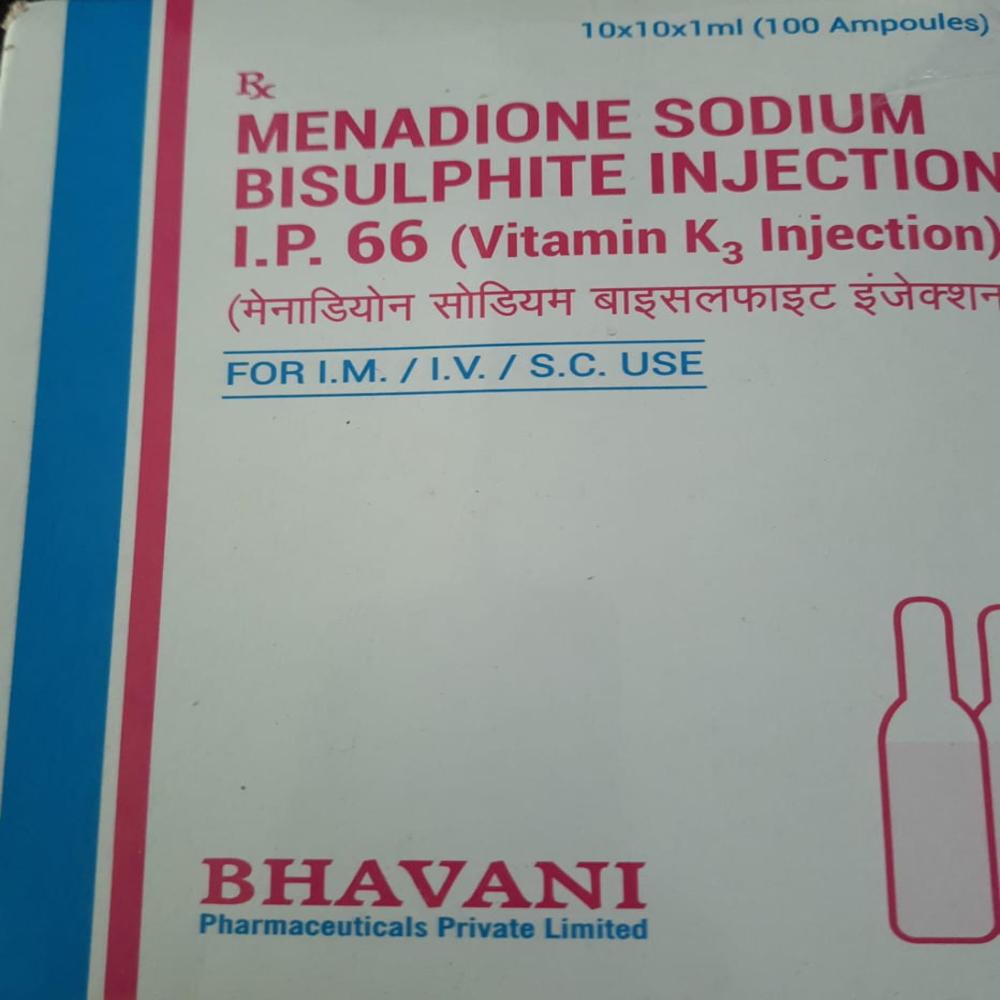 10x10x1ml (100 Ampoules)
Rx
MENADIONE SODIUM
BISULPHITE INJECTION
I.P. 66 (Vitamin K3 Injection)
(मेनाडियोन सोडियम बाइसलफाइट इंजेक्शन
FOR I.M. / I.V. / S.C. USE
BHAVANI
Pharmaceuticals Private Limited